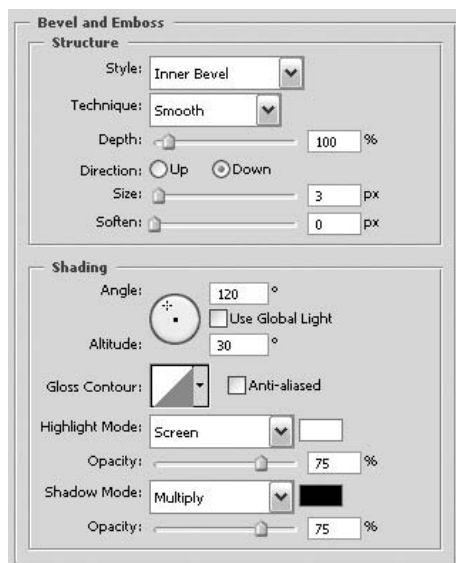 Bevel and Emboss
Structure
Style: Inner Bevel
Technique: Smooth
Depth: 100 %
Direction: Up Down
Size: 3 px
Soften: 0 px
Shading
Angle: 120 °
Use Global Light
Altitude: 30 °
Gloss Contour: Anti-aliased
Highlight Mode: Screen
Opacity: 75 %
Shadow Mode: Multiply
Opacity: 75 %